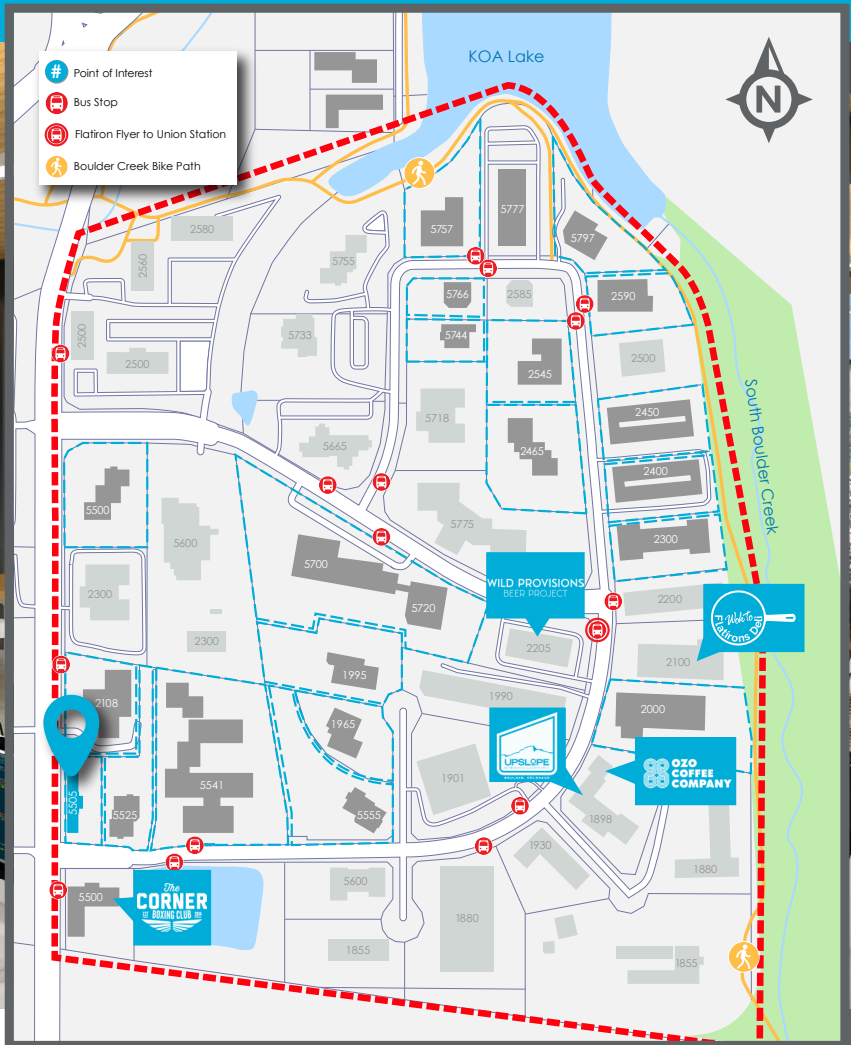 KOA Lake
#
Point of Interest
Bus Stop
Flatiron Flyer to Union Station
Boulder Creek Bike Path
N
2580
2560
5755
5757
5777
5797
2500
2500
5733
5766
2585
2590
5744
2545
2500
5665
5718
2465
2450
2400
South Boulder Creek
5500
5600
5775
2300
5700
WILD PROVISIONS
BEER PROJECT
2300
5720
2200
Wok to
Flatirons Deli
2300
2205
2100
1995
1990
2108
1965
2000
UPSLOPE
OZO
COFFEE
COMPANY
5541
1901
5505
5525
5555
1898
1930
1880
5500
The
CORNER
BOXING CLUB
5600
1880
1855
1855